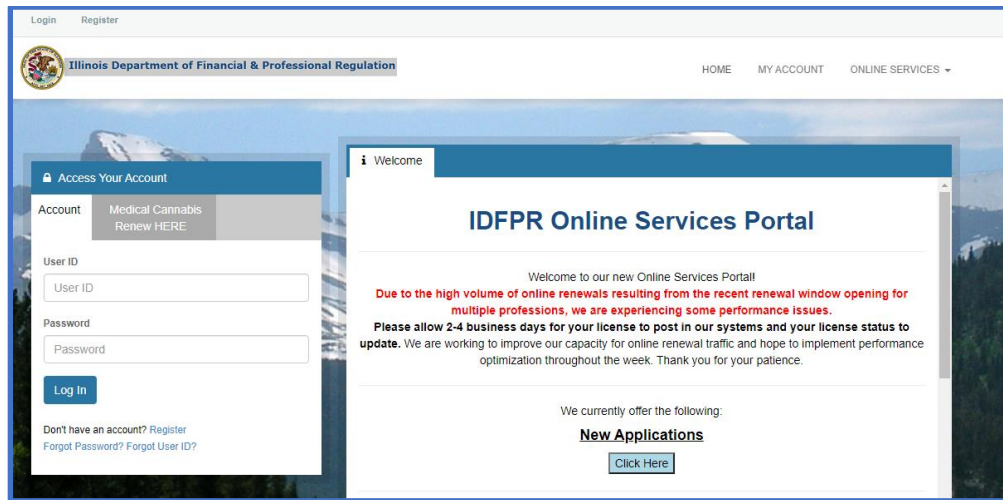 Login Register
Illinois Department of Financial & Professional Regulation
HOME MY ACCOUNT ONLINE SERVICES
Access Your Account
Account
Medical Cannabis
Renew HERE
User ID
User ID
Password
Password
Log In
Don't have an account? Register
Forgot Password? Forgot User ID?
i Welcome
IDFPR Online Services Portal
Welcome to our new Online Services Portal!
Due to the high volume of online renewals resulting from the recent renewal window opening for
multiple professions, we are experiencing some performance issues.
Please allow 2-4 business days for your license to post in our systems and your license status to
update. We are working to improve our capacity for online renewal traffic and hope to implement performance
optimization throughout the week. Thank you for your patience.
We currently offer the following:
New Applications
Click Here